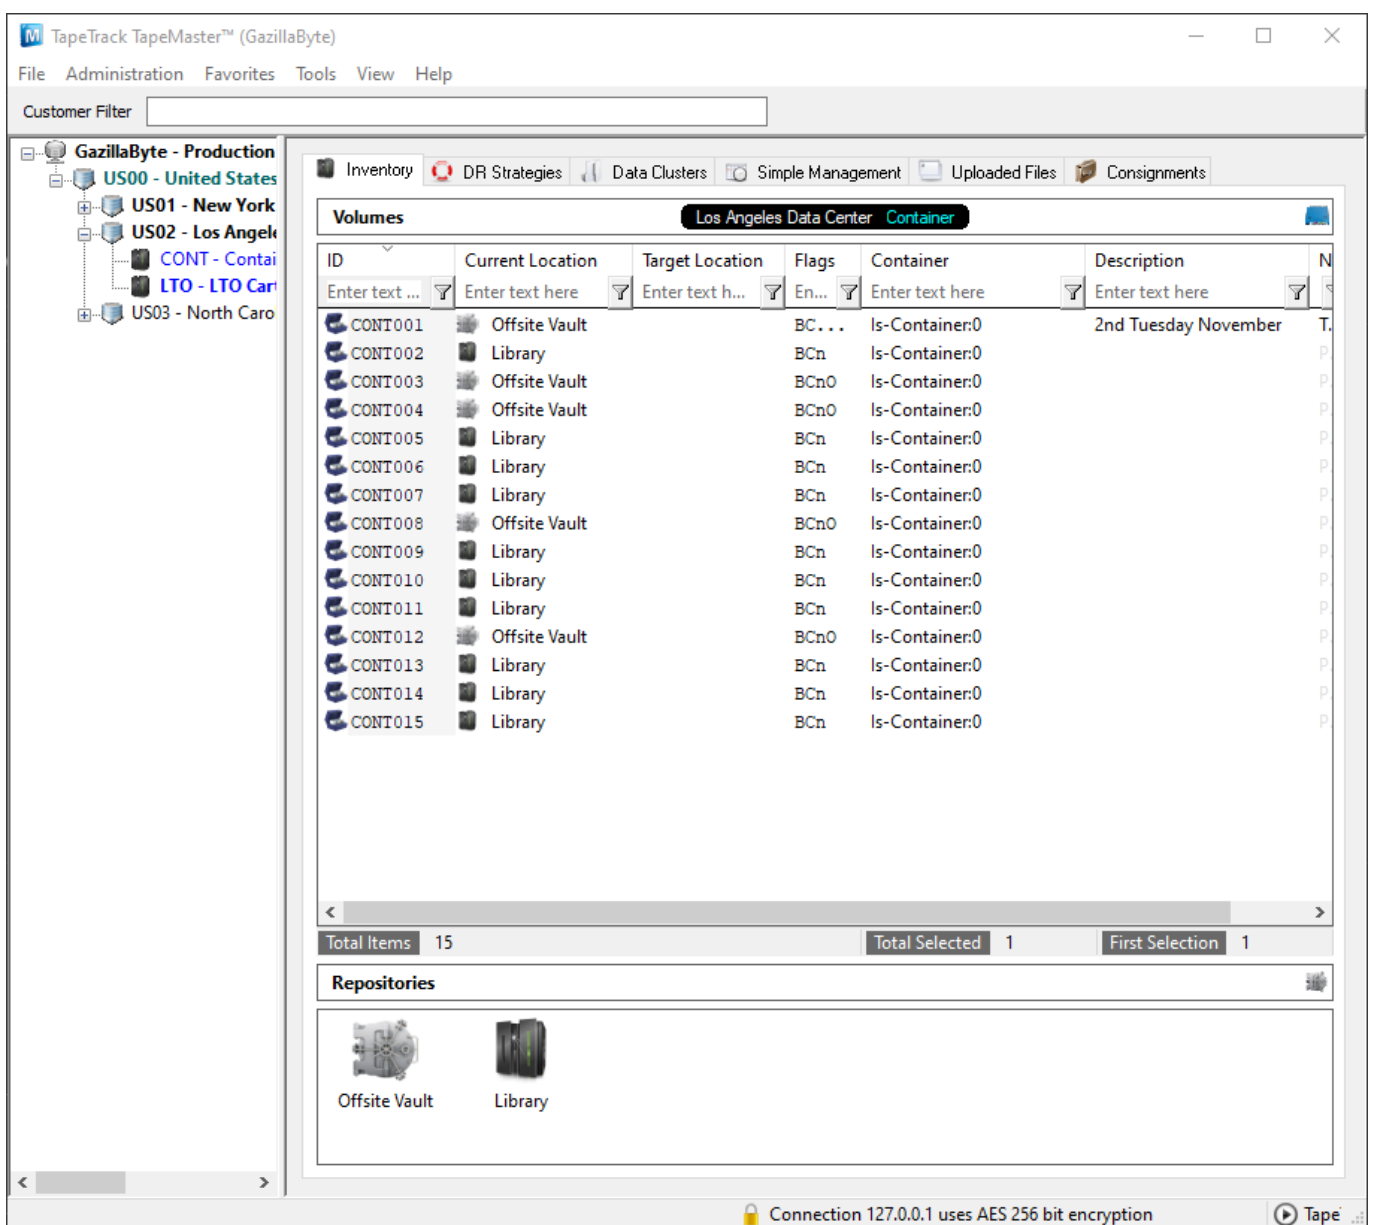 TapeTrack TapeMaster™ (GazillaByte)
File Administration Favorites Tools View Help
Customer Filter
GazillaByte - Production
US00 - United States
US01 - New York
US02 - Los Angele
CONT - Contai
LTO - LTO Cart
US03 - North Caro
Inventory DR Strategies Data Clusters Simple Management Uploaded Files Consignments
Volumes Los Angeles Data Center Container
ID Current Location Target Location Flags Container Description N
Enter text ... Enter text here Enter text h... En... Enter text here Enter text here
CONT001 Offsite Vault BC... Is-Container:0 2nd Tuesday November T.
CONT002 Library BCn Is-Container:0 P.
CONT003 Offsite Vault BCnO Is-Container:0 P.
CONT004 Offsite Vault BCnO Is-Container:0 P.
CONT005 Library BCn Is-Container:0 P.
CONT006 Library BCn Is-Container:0 P.
CONT007 Library BCn Is-Container:0 P.
CONT008 Offsite Vault BCnO Is-Container:0 P.
CONT009 Library BCn Is-Container:0 P.
CONT010 Library BCn Is-Container:0 P.
CONT011 Library BCn Is-Container:0 P.
CONT012 Offsite Vault BCnO Is-Container:0 P.
CONT013 Library BCn Is-Container:0 P.
CONT014 Library BCn Is-Container:0 P.
CONT015 Library BCn Is-Container:0 P.
Total Items 15 Total Selected 1 First Selection 1
Repositories
Offsite Vault Library
Connection 127.0.0.1 uses AES 256 bit encryption Tape